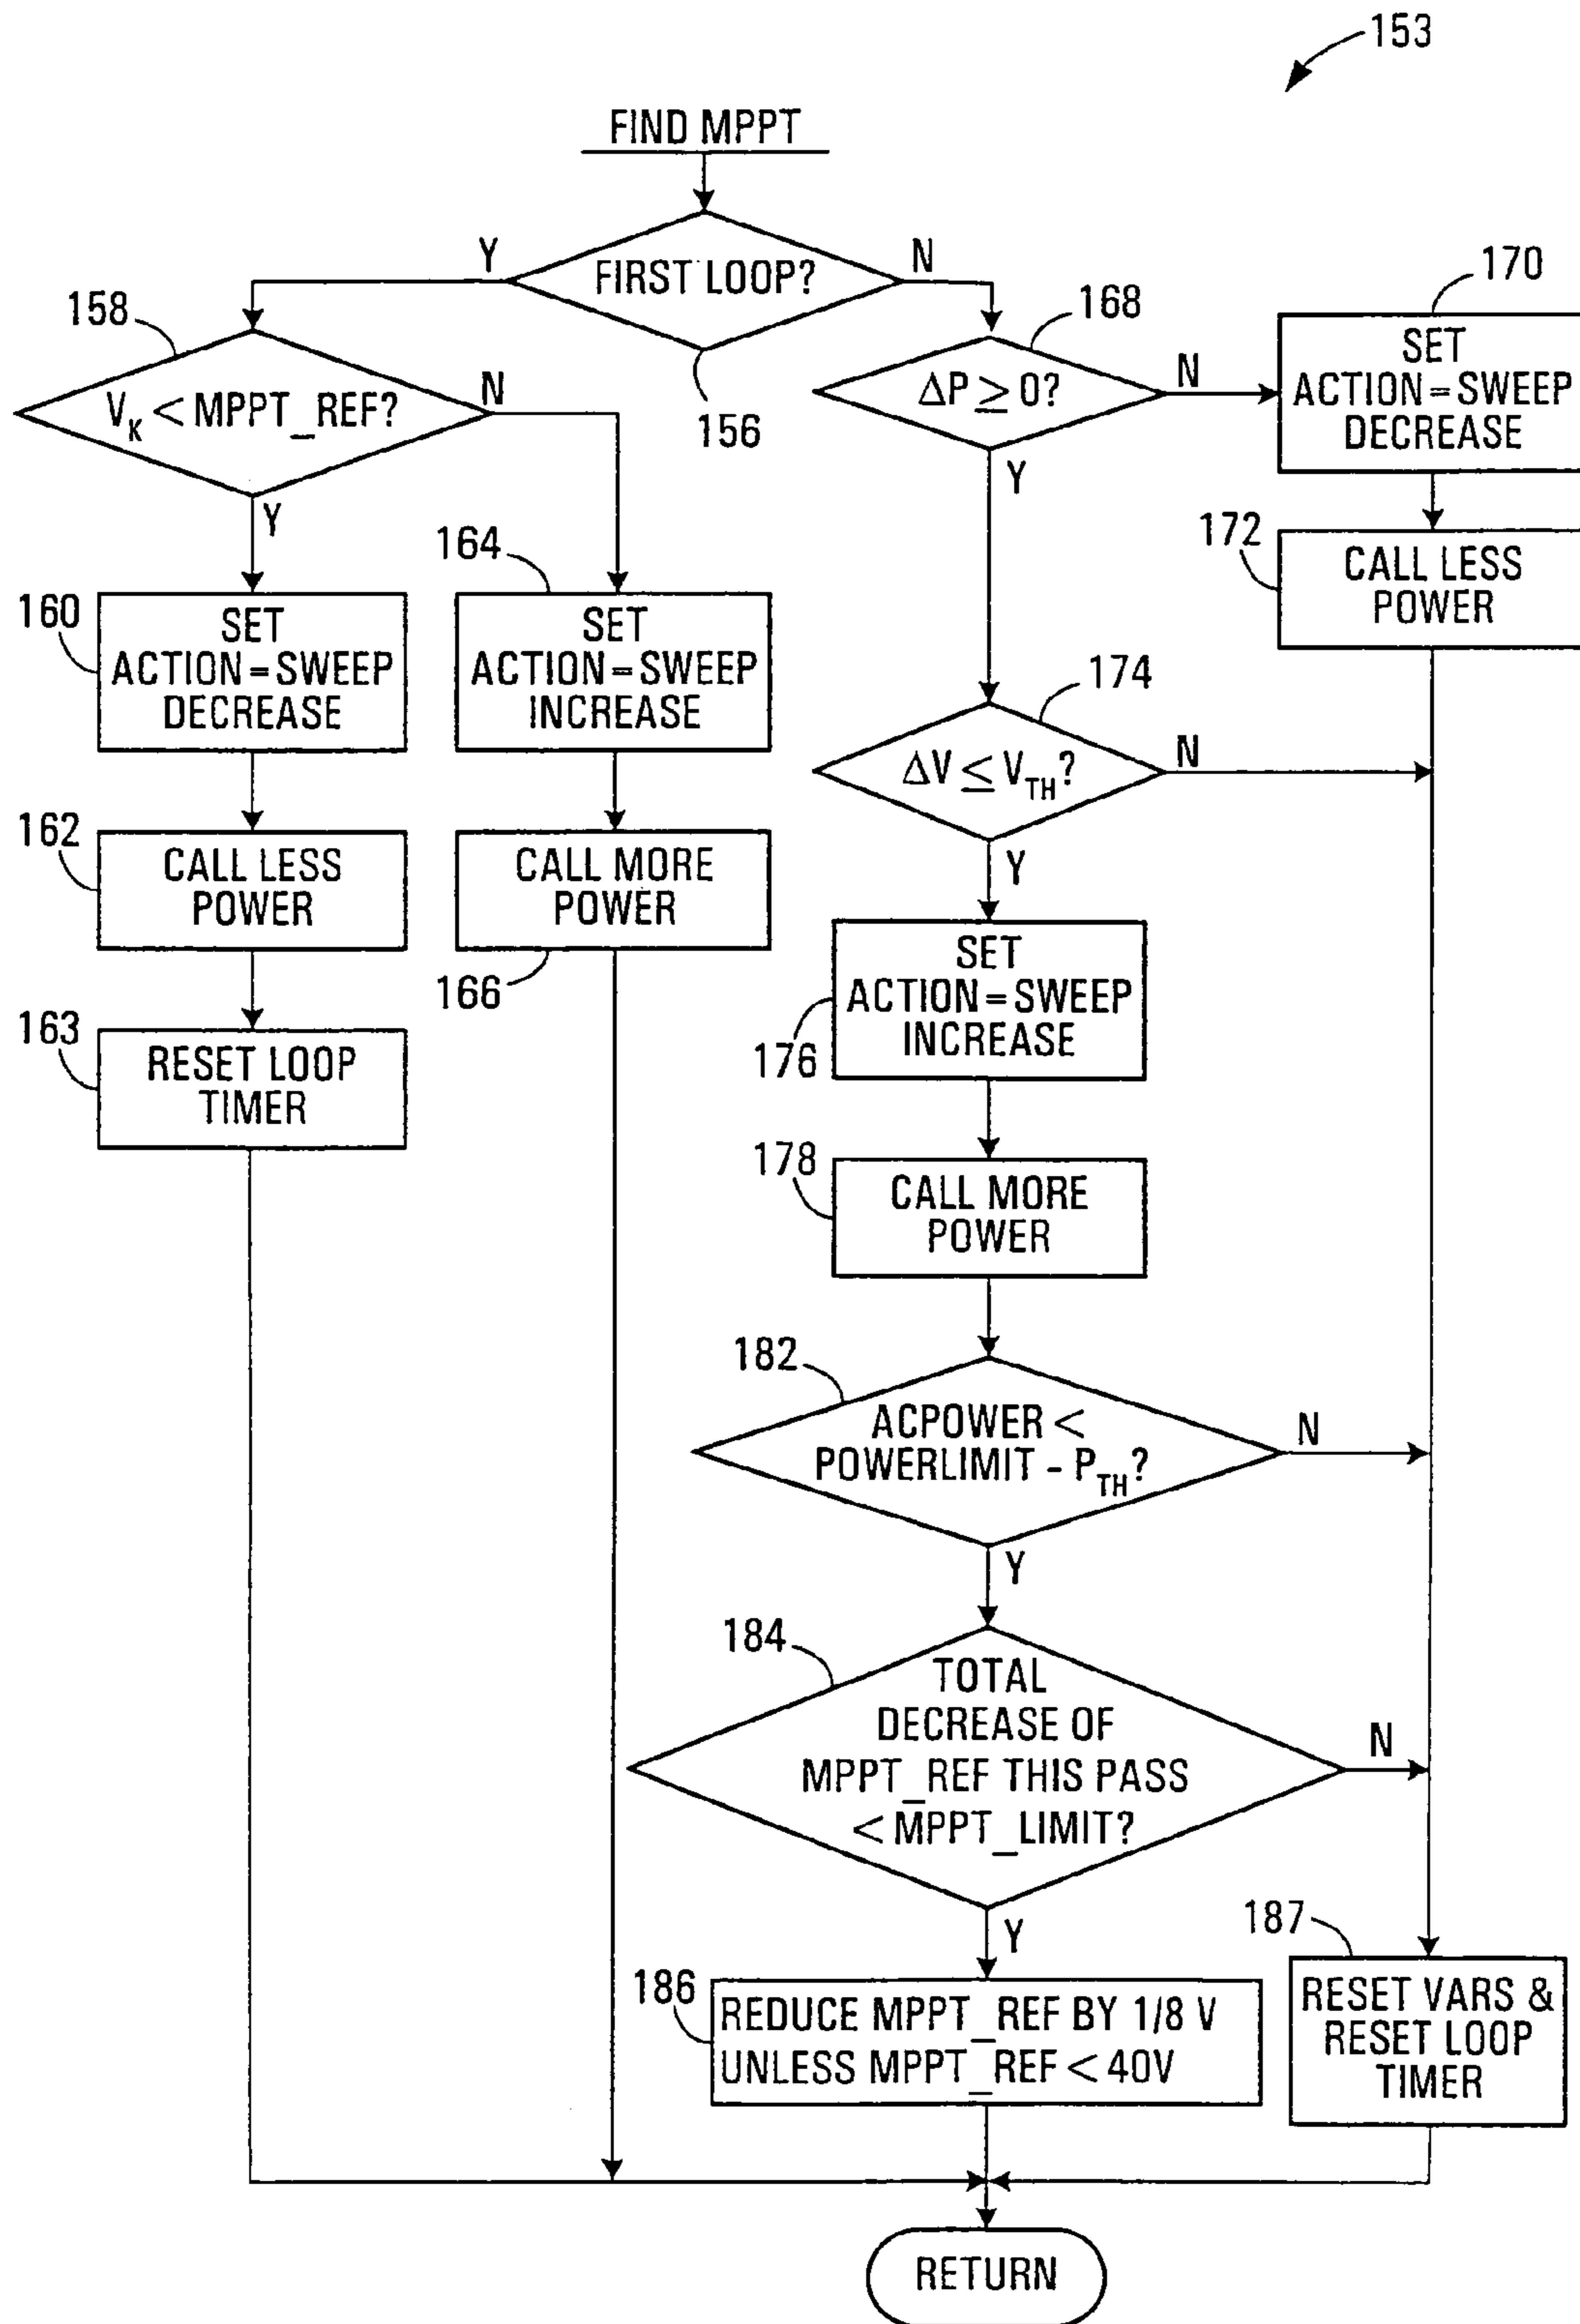 153
FIND MPPT
FIRST LOOP?
Y
N
156
158
V_K < MPPT_REF?
N
Y
168
ΔP ≥ 0?
N
Y
170
SET
ACTION = SWEEP
DECREASE
172
CALL LESS
POWER
160
SET
ACTION = SWEEP
DECREASE
164
SET
ACTION = SWEEP
INCREASE
174
ΔV ≤ V_TH?
N
Y
162
CALL LESS
POWER
CALL MORE
POWER
166
163
RESET LOOP
TIMER
SET
ACTION = SWEEP
INCREASE
176
178
CALL MORE
POWER
182
ACPOWER <
POWERLIMIT - P_TH?
N
Y
184
TOTAL
DECREASE OF
MPPT_REF THIS PASS
< MPPT_LIMIT?
N
Y
186
REDUCE MPPT_REF BY 1/8 V
UNLESS MPPT_REF < 40V
187
RESET VARS &
RESET LOOP
TIMER
RETURN